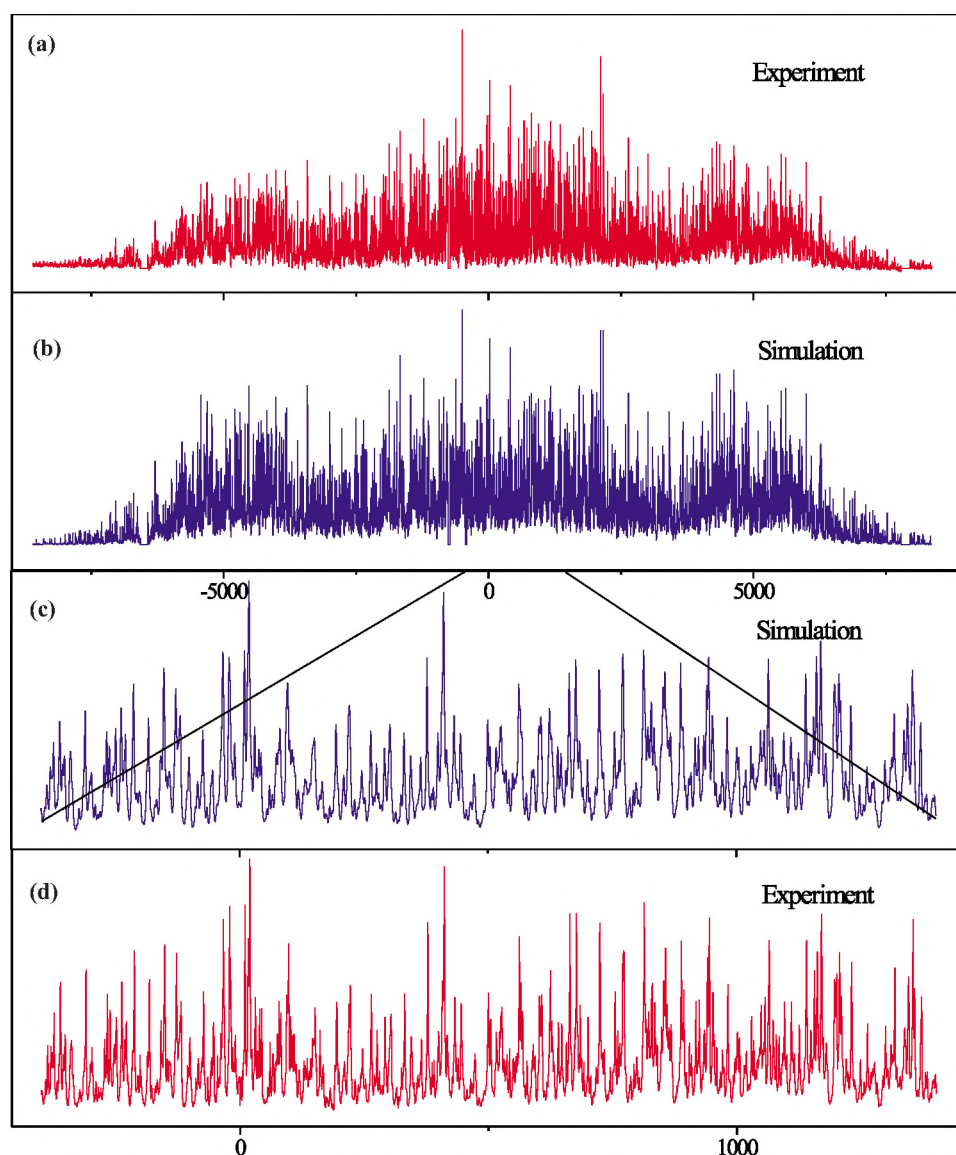 (a)
Experiment
(b)
Simulation
-5000 0 5000
(c)
Simulation
(d)
Experiment
0 1000